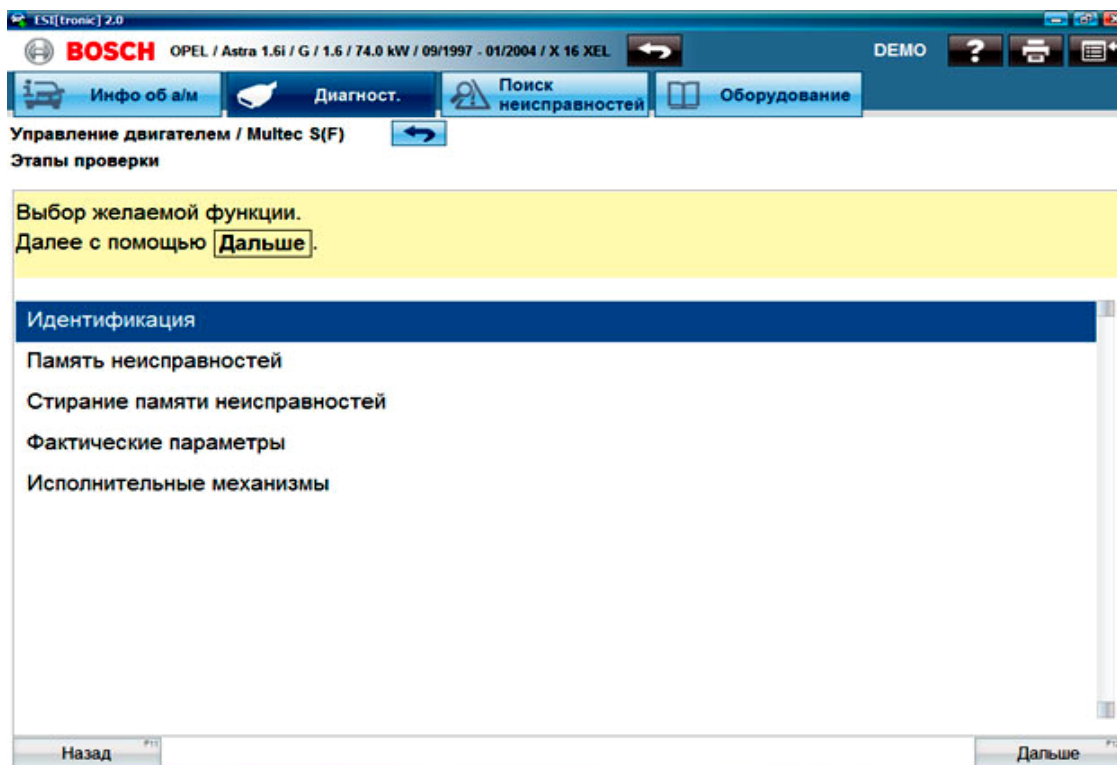 ESI[tronic] 2.0
BOSCH OPEL / Astra 1.6i / G / 1.6 / 74.0 kW / 09/1997 - 01/2004 / X 16 XEL DEMO ?
Инфо об а/м Диагност. Поиск неисправностей Оборудование
Управление двигателем / Multec S(F)
Этапы проверки
Выбор желаемой функции.
Далее с помощью Дальше.
Идентификация
Память неисправностей
Стирание памяти неисправностей
Фактические параметры
Исполнительные механизмы
Назад F11 Дальше